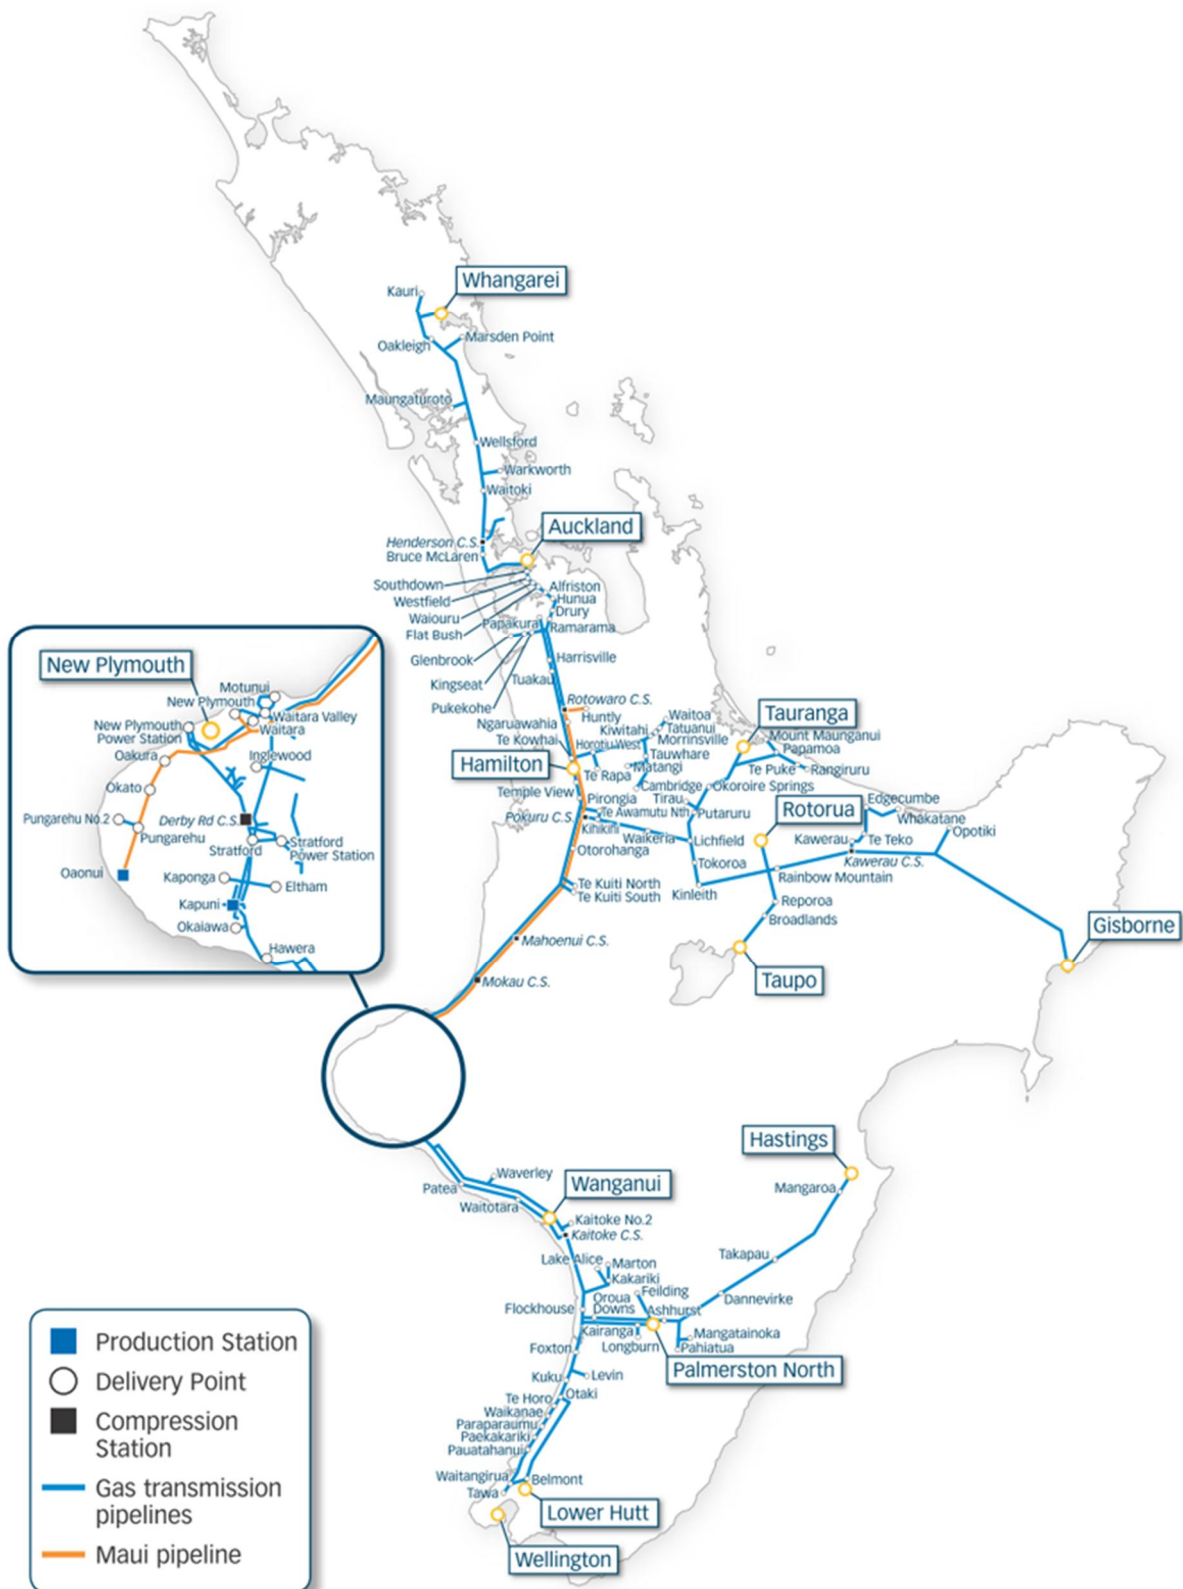 Whangarei
Kauri
Marsden Point
Oakleigh
Maungaturoto
Wellsford
Warkworth
Waitoki
Auckland
Henderson C.S.
Bruce McLaren
Southdown
Alfriston
Westfield
Hunua
Waiouru
Drury
Papakura
Ramarama
Flat Bush
Glenbrook
Harrisville
Kingseat
Tuakau
Pukekohe
Rotowaro C.S.
Huntly
Ngaruawahia
Waitoa
Kiwitahi
Tatuanui
Te Kowhai
Horotiu West
Morrinsville
Tauwhare
Hamilton
Te Rapa
Matangi
Temple View
Cambridge
Okoroire Springs
Pirongia
Tirau
Pokuru C.S.
Te Awamutu Nth
Putaruru
Kihikihi
Waikeria
Lichfield
Otorohanga
Tokoroa
Te Kuiti North
Te Kuiti South
Kinleith
Mahoenui C.S.
Mokau C.S.
Tauranga
Mount Maunganui
Papamoa
Te Puke
Rangiruru
Rotorua
Edgecumbe
Whakatane
Opotiki
Kawerau
Te Teko
Kawerau C.S.
Rainbow Mountain
Reporoa
Broadlands
Taupo
Gisborne
New Plymouth
Motunui
New Plymouth
Waitara Valley
New Plymouth
Power Station
Waitara
Oakura
Inglewood
Okato
Pungarehu No.2
Derby Rd C.S.
Pungarehu
Stratford
Stratford
Power Station
Oaonui
Kaponga
Eltham
Kapuni
Okaiawa
Hawera
Hastings
Mangaroa
Waverley
Wanganui
Patea
Waitotara
Kaitoke No.2
Kaitoke C.S.
Takapau
Lake Alice
Marton
Kakariki
Feilding
Oroua
Downs
Dannevirke
Flockhouse
Ashhurst
Kairanga
Mangatainoka
Foxton
Longburn
Pahiatua
Palmerston North
Kuku
Levin
Te Horo
Otaki
Waikanae
Paraparaumu
Paekakariki
Pauatahanui
Waitangirua
Belmont
Tawa
Lower Hutt
Wellington
Production Station
Delivery Point
Compression
Station
Gas transmission
pipelines
Maui pipeline